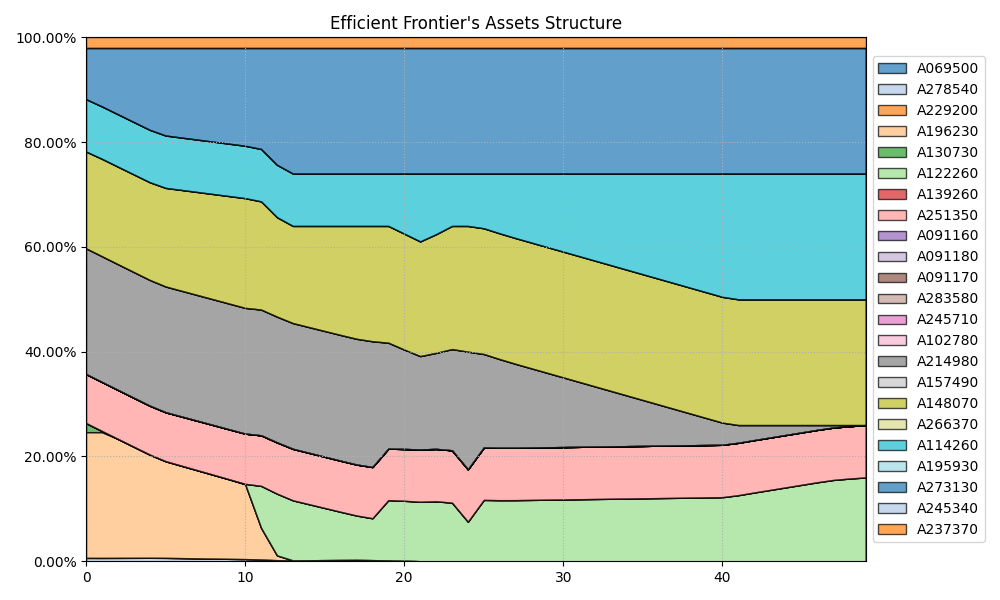 Efficient Frontier's Assets Structure
100.00%
80.00%
60.00%
40.00%
20.00%
0.00%
0
10
20
30
40
A069500
A278540
A229200
A196230
A130730
A122260
A139260
A251350
A091160
A091180
A091170
A283580
A245710
A102780
A214980
A157490
A148070
A266370
A114260
A195930
A273130
A245340
A237370